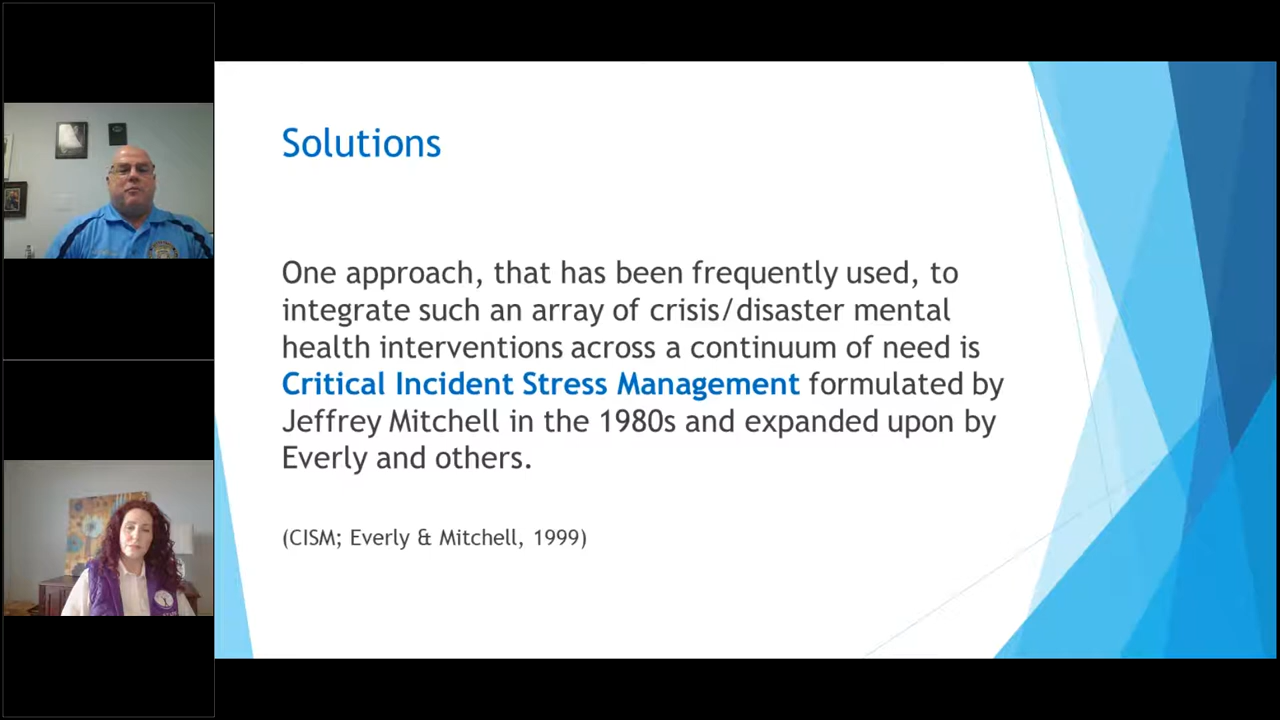 Solutions
One approach, that has been frequently used, to
integrate such an array of crisis/disaster mental
health interventions across a continuum of need is
Critical Incident Stress Management formulated by
Jeffrey Mitchell in the 1980s and expanded upon by
Everly and others.
(CISM; Everly & Mitchell, 1999)